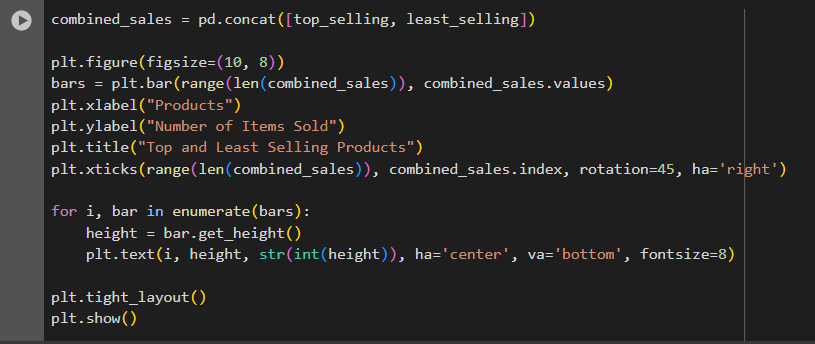 combined_sales = pd.concat([top_selling, least_selling])
plt.figure(figsize=(10, 8))
bars = plt.bar(range(len(combined_sales)), combined_sales.values)
plt.xlabel("Products")
plt.ylabel("Number of Items Sold")
plt.title("Top and Least Selling Products")
plt.xticks(range(len(combined_sales)), combined_sales.index, rotation=45, ha='right')
for i, bar in enumerate(bars):
    height = bar.get_height()
    plt.text(i, height, str(int(height)), ha='center', va='bottom', fontsize=8)
plt.tight_layout()
plt.show()